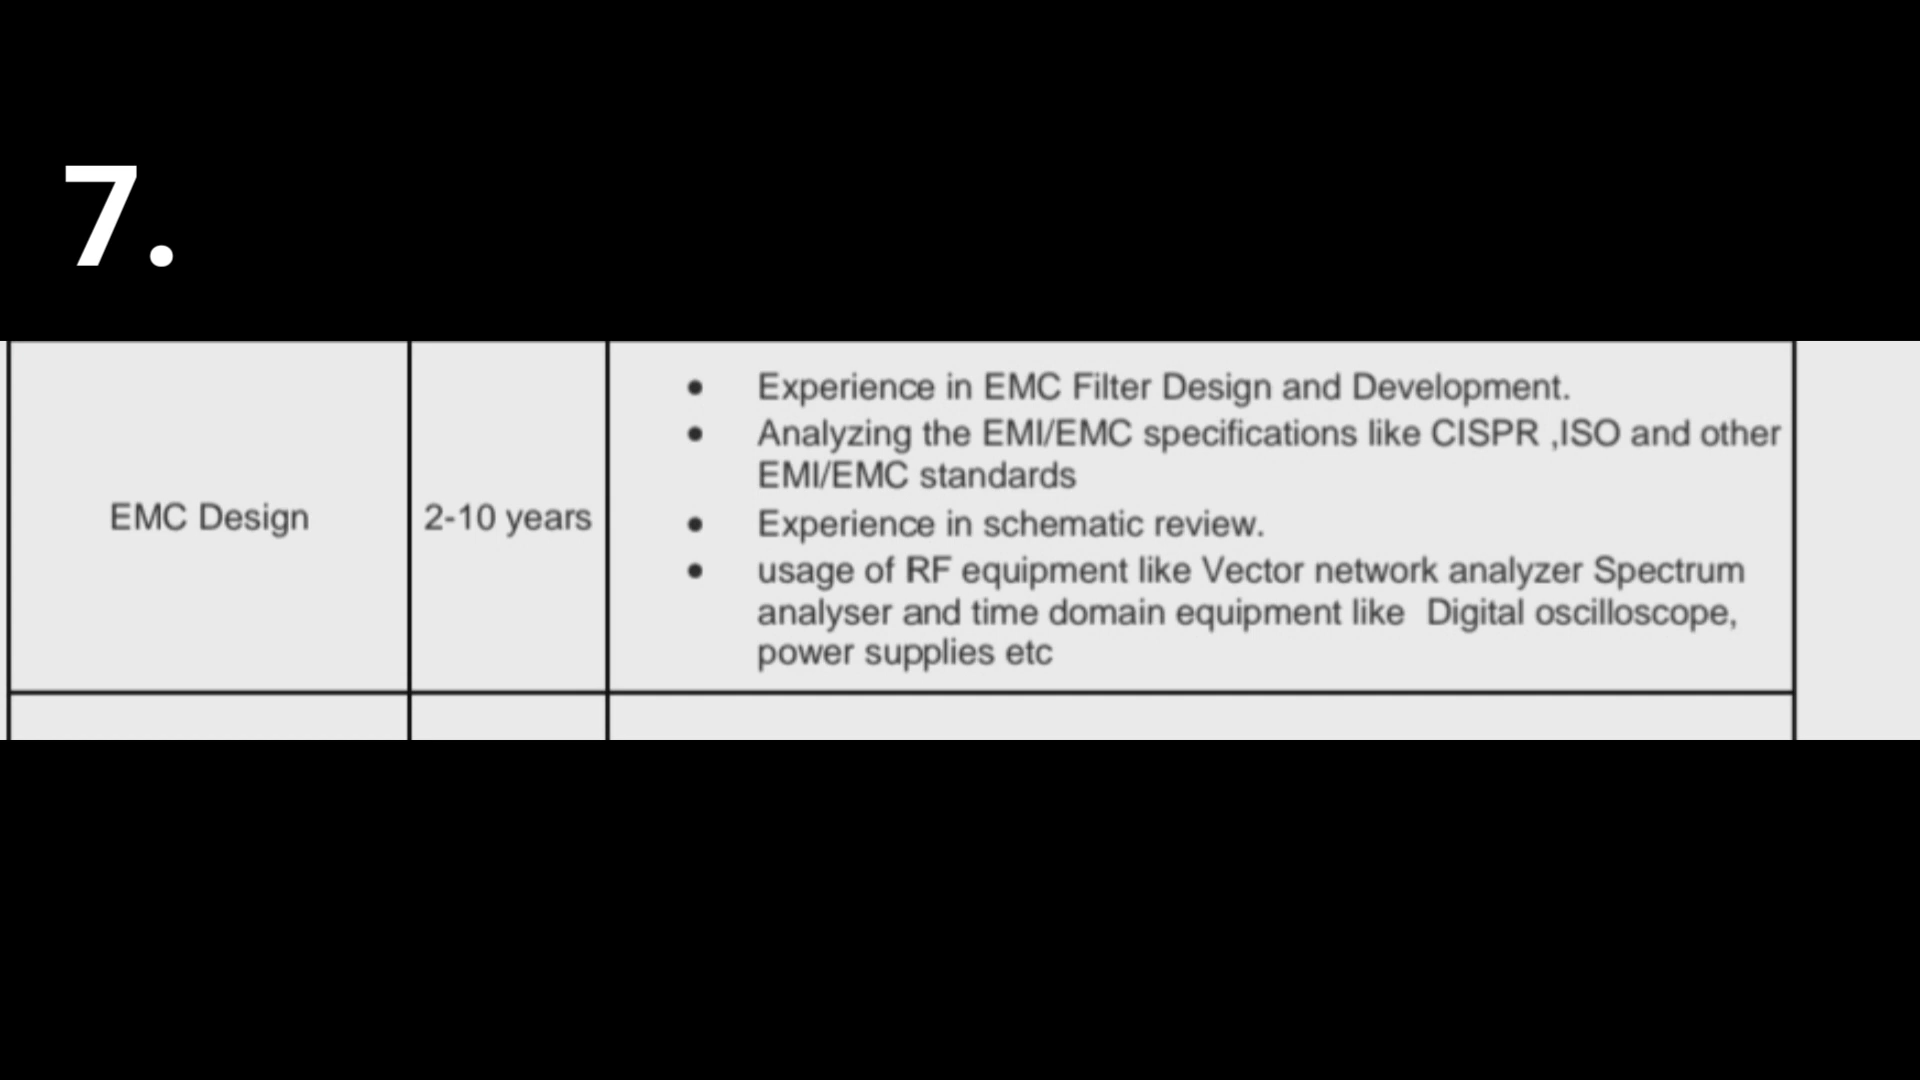 7.
EMC Design
2-10 years
• Experience in EMC Filter Design and Development.
• Analyzing the EMI/EMC specifications like CISPR ,ISO and other
EMI/EMC standards
• Experience in schematic review.
• usage of RF equipment like Vector network analyzer Spectrum
analyser and time domain equipment like  Digital oscilloscope,
power supplies etc